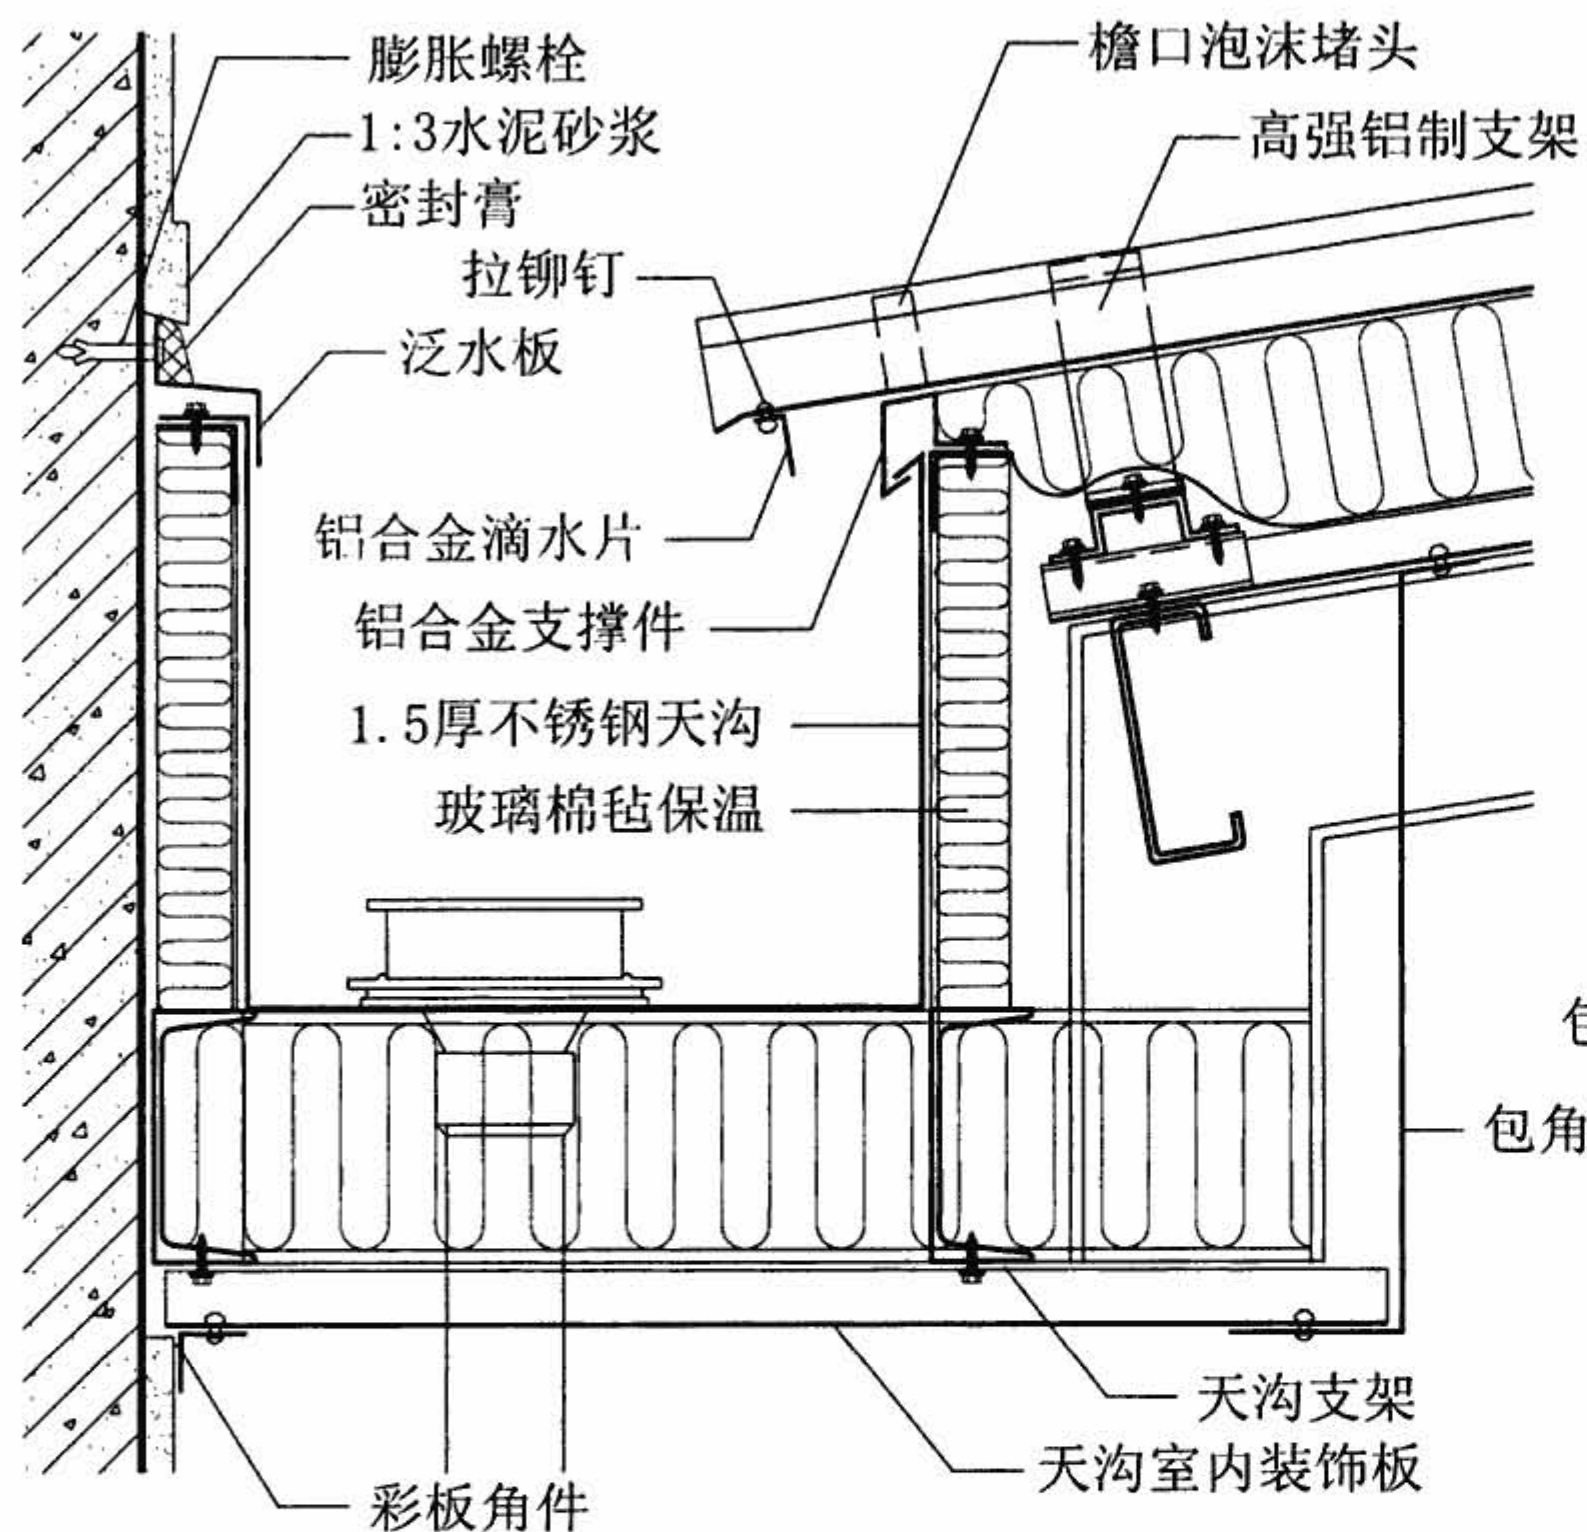 膨胀螺栓
檐口泡沫堵头
1:3水泥砂浆
高强铝制支架
密封膏
拉铆钉
泛水板
铝合金滴水片
铝合金支撑件
1.5厚不锈钢天沟
玻璃棉毡保温
包角
天沟支架
天沟室内装饰板
彩板角件